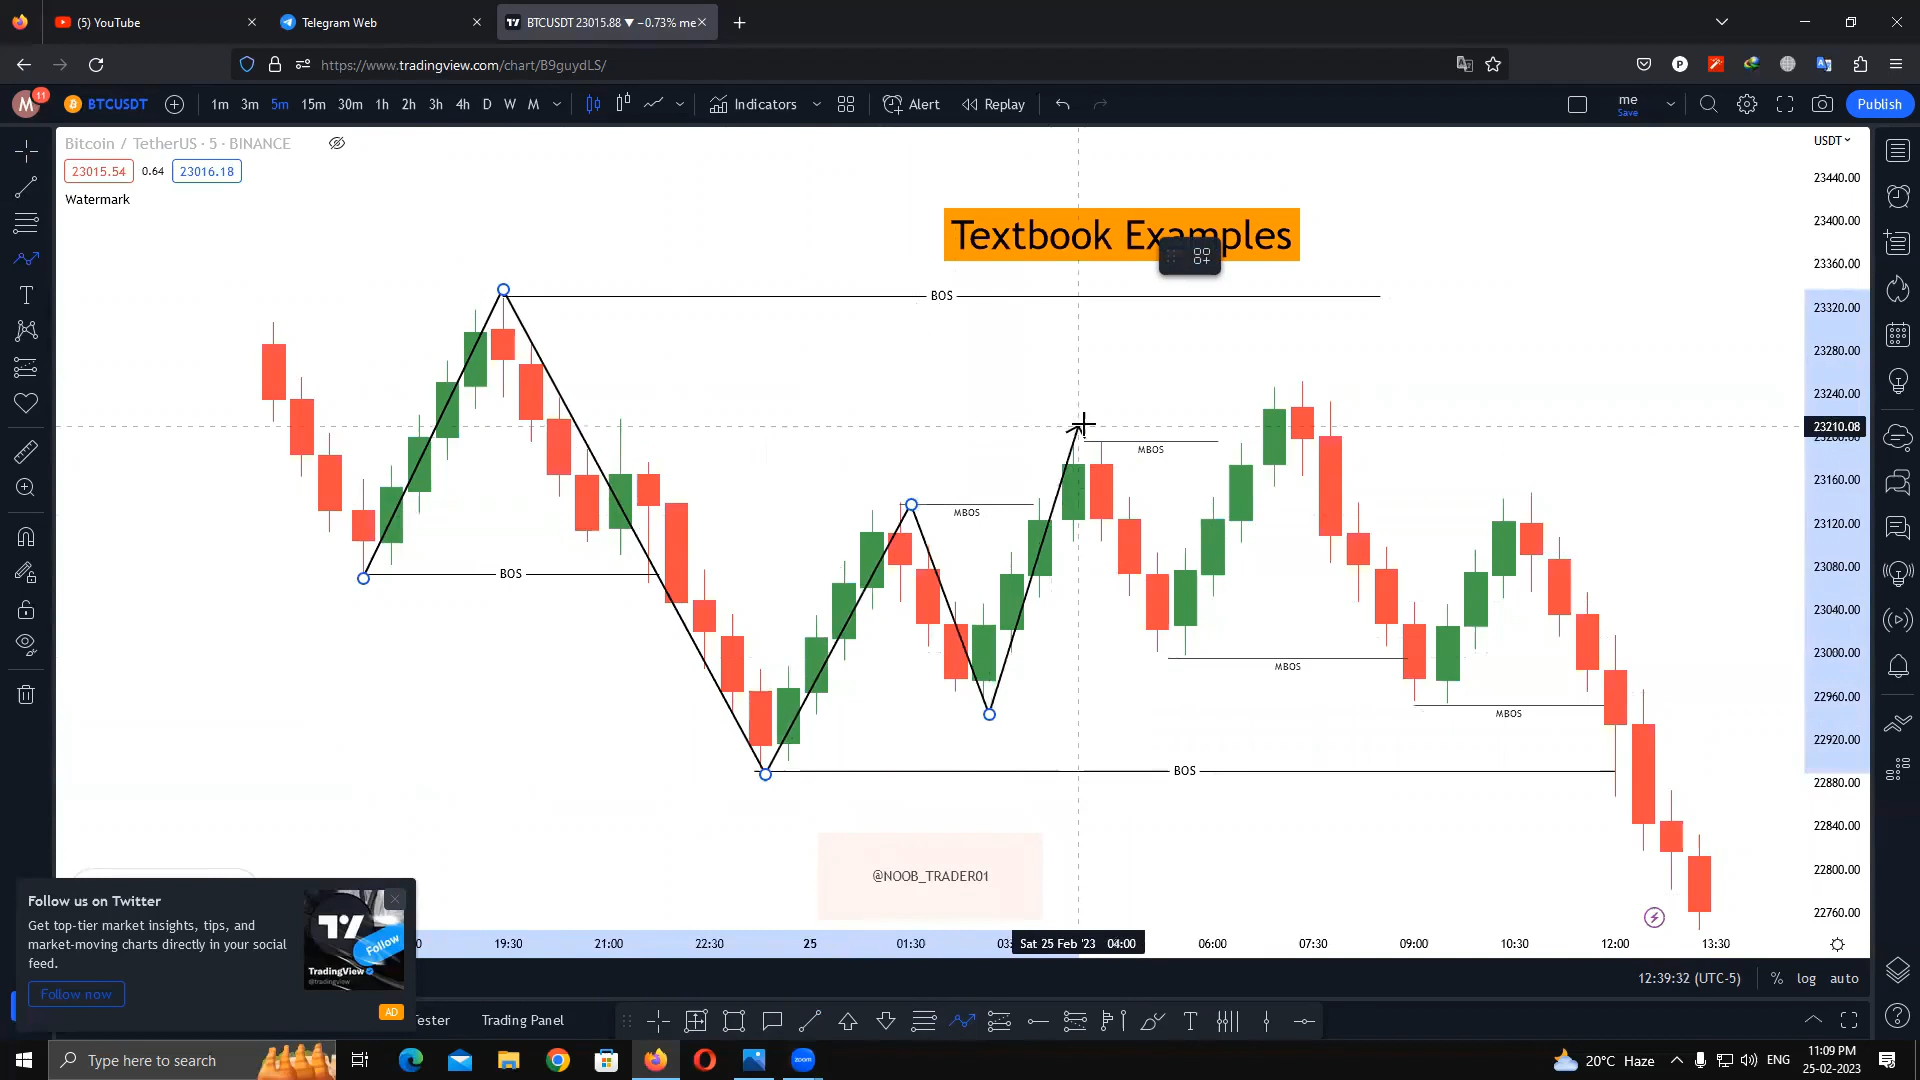 (5) YouTube
Telegram Web
BTCUSDT 23015.88 ▼ −0.73% me
https://www.tradingview.com/chart/B9guydLS/
M 11 BTCUSDT 1m 3m 5m 15m 30m 1h 2h 3h 4h D W M Indicators Alert Replay me Save Publish
Bitcoin / TetherUS · 5 · BINANCE
USDT
23015.54 0.64 23016.18
Watermark
Textbook Examples
BOS
MBOS
MBOS
BOS
MBOS
MBOS
BOS
@NOOB_TRADER01
23440.00
23400.00
23360.00
23320.00
23280.00
23240.00
23210.08
23200.00
23160.00
23120.00
23080.00
23040.00
23000.00
22960.00
22920.00
22880.00
22840.00
22800.00
22760.00
Follow us on Twitter
Get top-tier market insights, tips, and
market-moving charts directly in your social
feed.
Follow now
Follow
TradingView
@tradingview
AD
19:30 21:00 22:30 25 01:30 Sat 25 Feb '23 04:00 06:00 07:30 09:00 10:30 12:00 13:30
12:39:32 (UTC-5) % log auto
Trading Panel
Type here to search
zoom
20°C Haze ENG
11:09 PM
25-02-2023